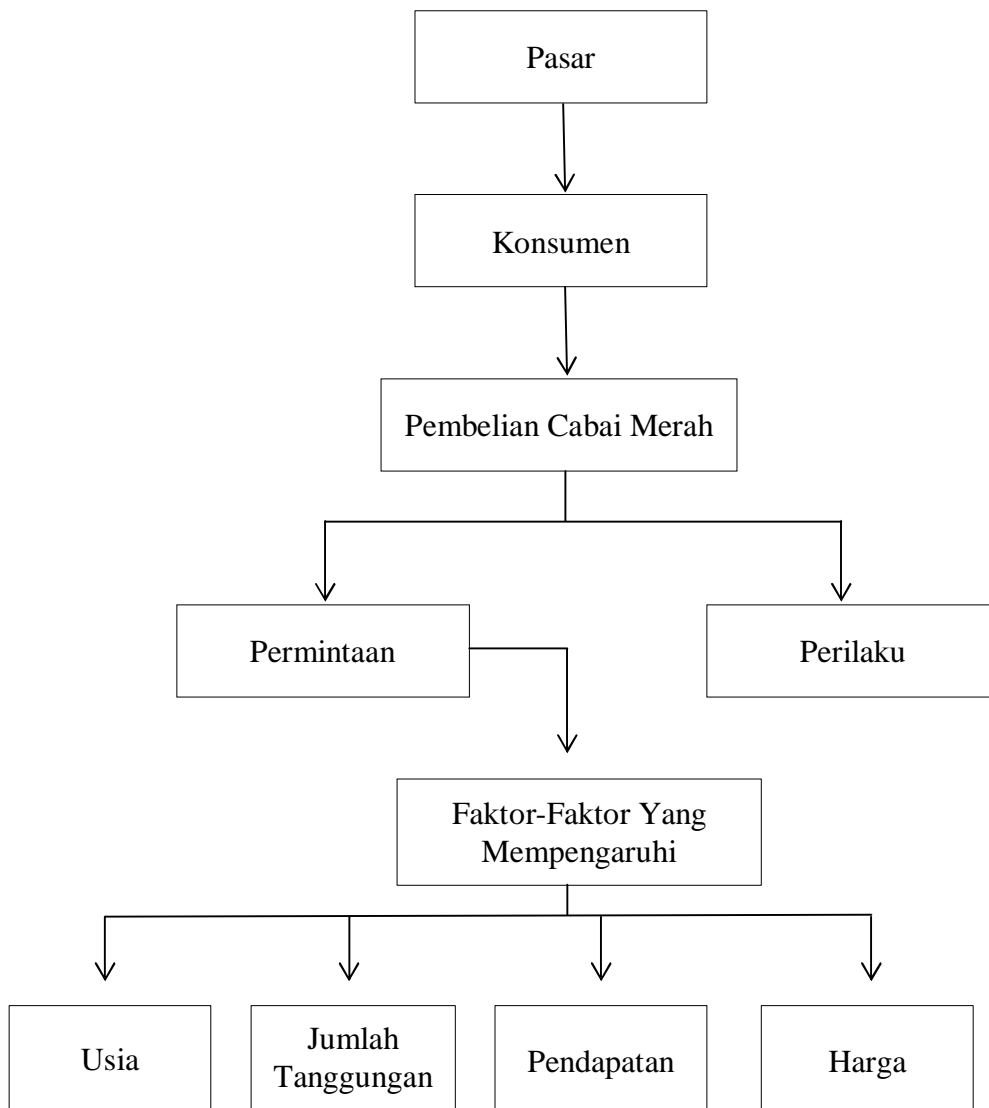 Pasar
Konsumen
Pembelian Cabai Merah
Permintaan
Perilaku
Faktor-Faktor Yang
Mempengaruhi
Usia
Jumlah
Tanggungan
Pendapatan
Harga